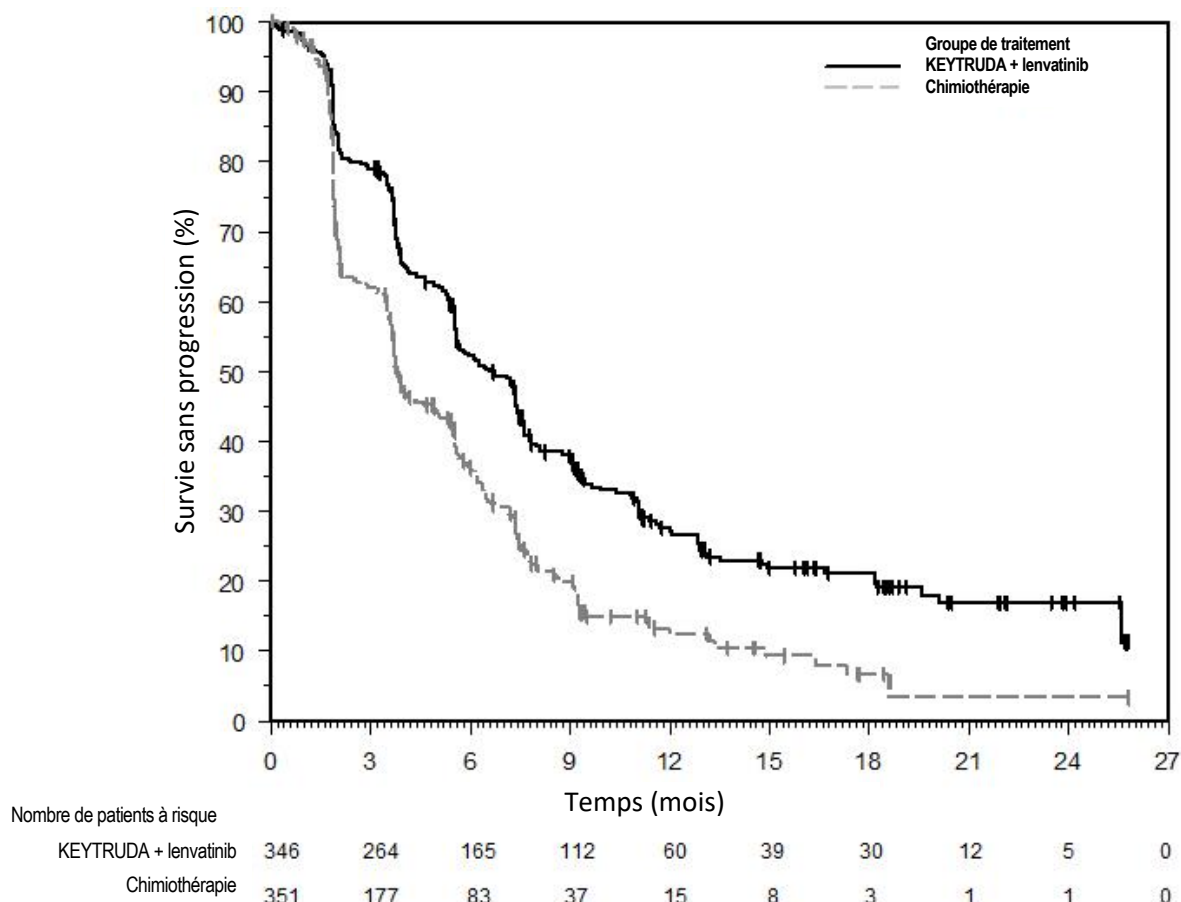 Groupe de traitement
KEYTRUDA + lenvatinib
Chimiothérapie
Survie sans progression (%)
100
90
80
70
60
50
40
30
20
10
0
0 3 6 9 12 15 18 21 24 27
Temps (mois)
Nombre de patients à risque
KEYTRUDA + lenvatinib 346 264 165 112 60 39 30 12 5 0
Chimiothérapie 351 177 83 37 15 8 3 1 1 0